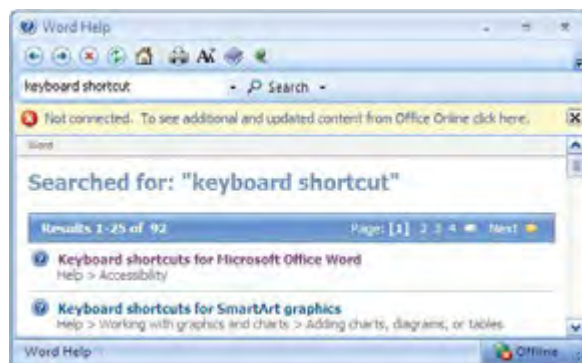 Word Help
keyboard shortcut
Search
Not connected. To see additional and updated content from Office Online click here.
Word
Searched for: "keyboard shortcut"
Results 1-25 of 92 Page: [1] 2 3 4 Next
Keyboard shortcuts for Microsoft Office Word
Help > Accessibility
Keyboard shortcuts for SmartArt graphics
Help > Working with graphics and charts > Adding charts, diagrams, or tables
Word Help Offline